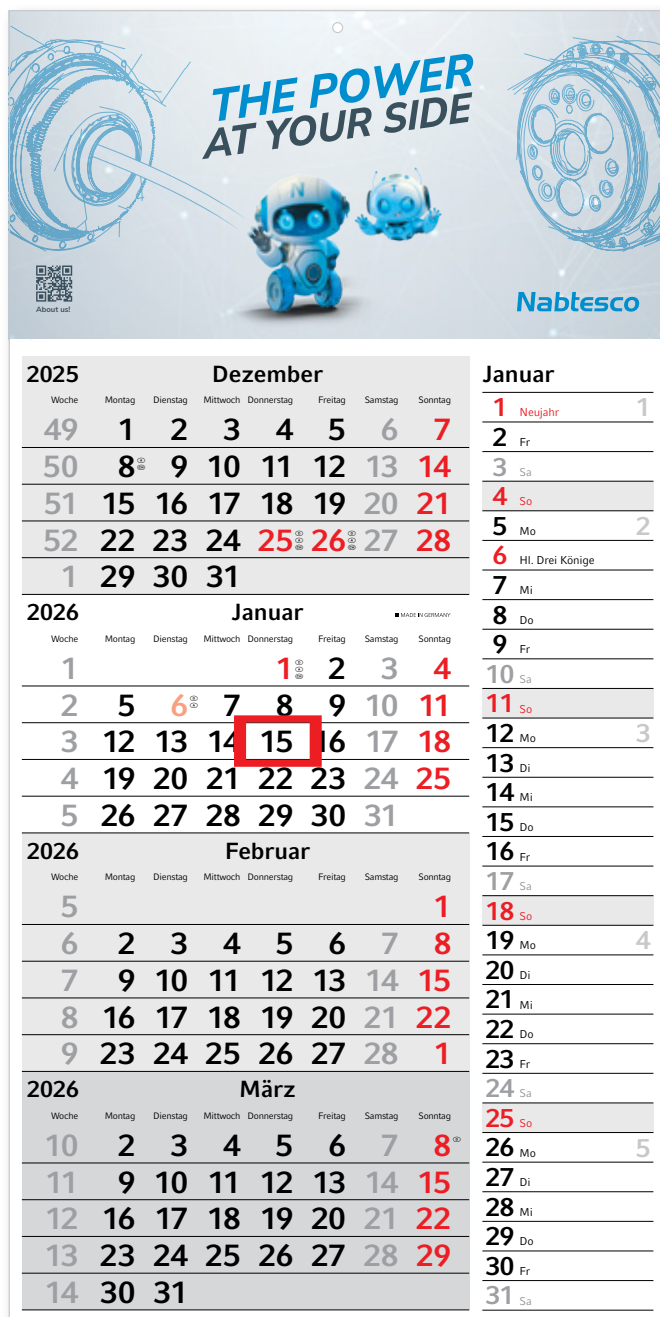 THE POWER
AT YOUR SIDE
N
T
About us!
Nabtesco
2025 Dezember
Woche Montag Dienstag Mittwoch Donnerstag Freitag Samstag Sonntag
49 1 2 3 4 5 6 7
50 8 9 10 11 12 13 14
51 15 16 17 18 19 20 21
52 22 23 24 25 26 27 28
1 29 30 31
2026 Januar MADE IN GERMANY
Woche Montag Dienstag Mittwoch Donnerstag Freitag Samstag Sonntag
1 1 2 3 4
2 5 6 7 8 9 10 11
3 12 13 14 15 16 17 18
4 19 20 21 22 23 24 25
5 26 27 28 29 30 31
2026 Februar
Woche Montag Dienstag Mittwoch Donnerstag Freitag Samstag Sonntag
5 1
6 2 3 4 5 6 7 8
7 9 10 11 12 13 14 15
8 16 17 18 19 20 21 22
9 23 24 25 26 27 28 1
2026 März
Woche Montag Dienstag Mittwoch Donnerstag Freitag Samstag Sonntag
10 2 3 4 5 6 7 8
11 9 10 11 12 13 14 15
12 16 17 18 19 20 21 22
13 23 24 25 26 27 28 29
14 30 31
Januar
1 Neujahr 1
2 Fr
3 Sa
4 So
5 Mo 2
6 Hl. Drei Könige
7 Mi
8 Do
9 Fr
10 Sa
11 So
12 Mo 3
13 Di
14 Mi
15 Do
16 Fr
17 Sa
18 So
19 Mo 4
20 Di
21 Mi
22 Do
23 Fr
24 Sa
25 So
26 Mo 5
27 Di
28 Mi
29 Do
30 Fr
31 Sa